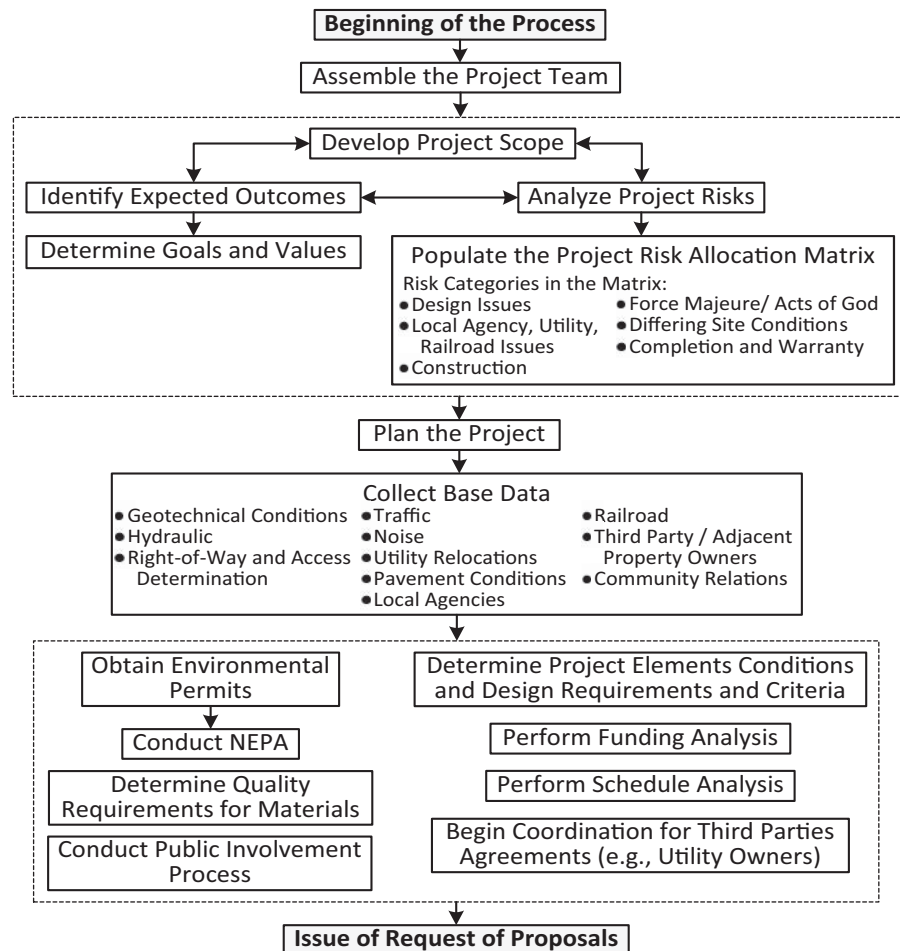 Beginning of the Process
Assemble the Project Team
Develop Project Scope
Identify Expected Outcomes
Analyze Project Risks
Determine Goals and Values
Populate the Project Risk Allocation Matrix
Risk Categories in the Matrix:
● Design Issues
● Local Agency, Utility,
Railroad Issues
● Construction
● Force Majeure/ Acts of God
● Differing Site Conditions
● Completion and Warranty
Plan the Project
Collect Base Data
● Geotechnical Conditions
● Hydraulic
● Right-of-Way and Access
Determination
● Traffic
● Noise
● Utility Relocations
● Pavement Conditions
● Local Agencies
● Railroad
● Third Party / Adjacent
Property Owners
● Community Relations
Obtain Environmental
Permits
Conduct NEPA
Determine Quality
Requirements for Materials
Conduct Public Involvement
Process
Determine Project Elements Conditions
and Design Requirements and Criteria
Perform Funding Analysis
Perform Schedule Analysis
Begin Coordination for Third Parties
Agreements (e.g., Utility Owners)
Issue of Request of Proposals